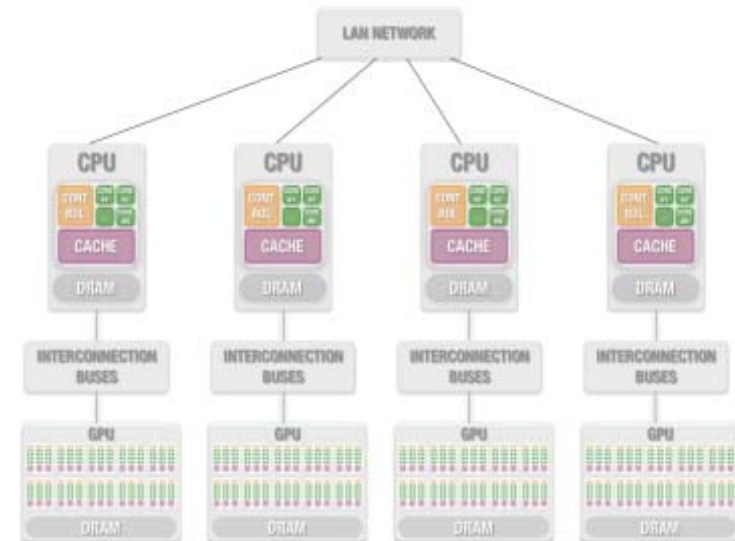 LAN NETWORK
CPU
CONT
ROL
CACHE
DRAM
INTERCONNECTION
BUSES
GPU
DRAM
CPU
CONT
ROL
CACHE
DRAM
INTERCONNECTION
BUSES
GPU
DRAM
CPU
CONT
ROL
CACHE
DRAM
INTERCONNECTION
BUSES
GPU
DRAM
CPU
CONT
ROL
CACHE
DRAM
INTERCONNECTION
BUSES
GPU
DRAM